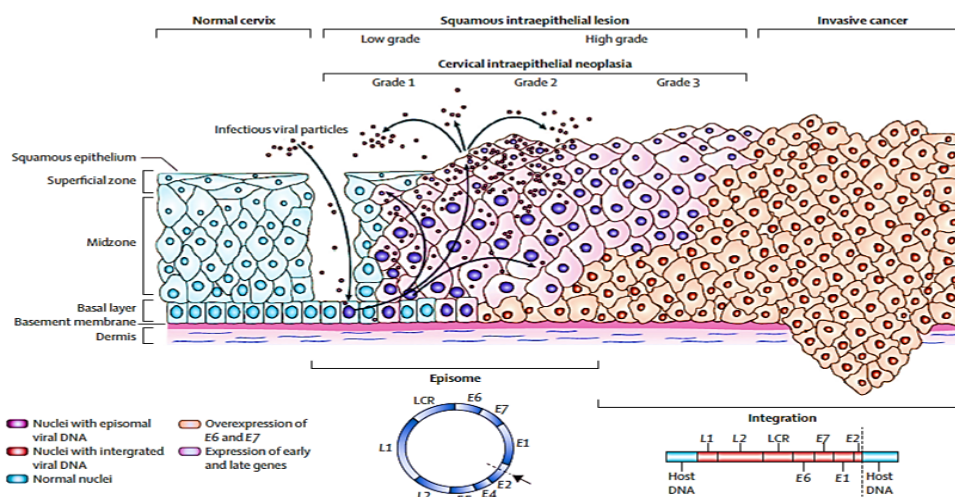 Normal cervix
Squamous intraepithelial lesion
Invasive cancer
Low grade
High grade
Cervical intraepithelial neoplasia
Grade 1
Grade 2
Grade 3
Infectious viral particles
Squamous epithelium
Superficial zone
Midzone
Basal layer
Basement membrane
Dermis
Episome
LCR
E6
E7
L1
E1
E2
E4
L2
Integration
Nuclei with episomal
viral DNA
Nuclei with intergrated
viral DNA
Normal nuclei
Overexpression of
E6 and E7
Expression of early
and late genes
L1 L2 LCR E7 E2
Host
DNA
E6 E1
Host
DNA